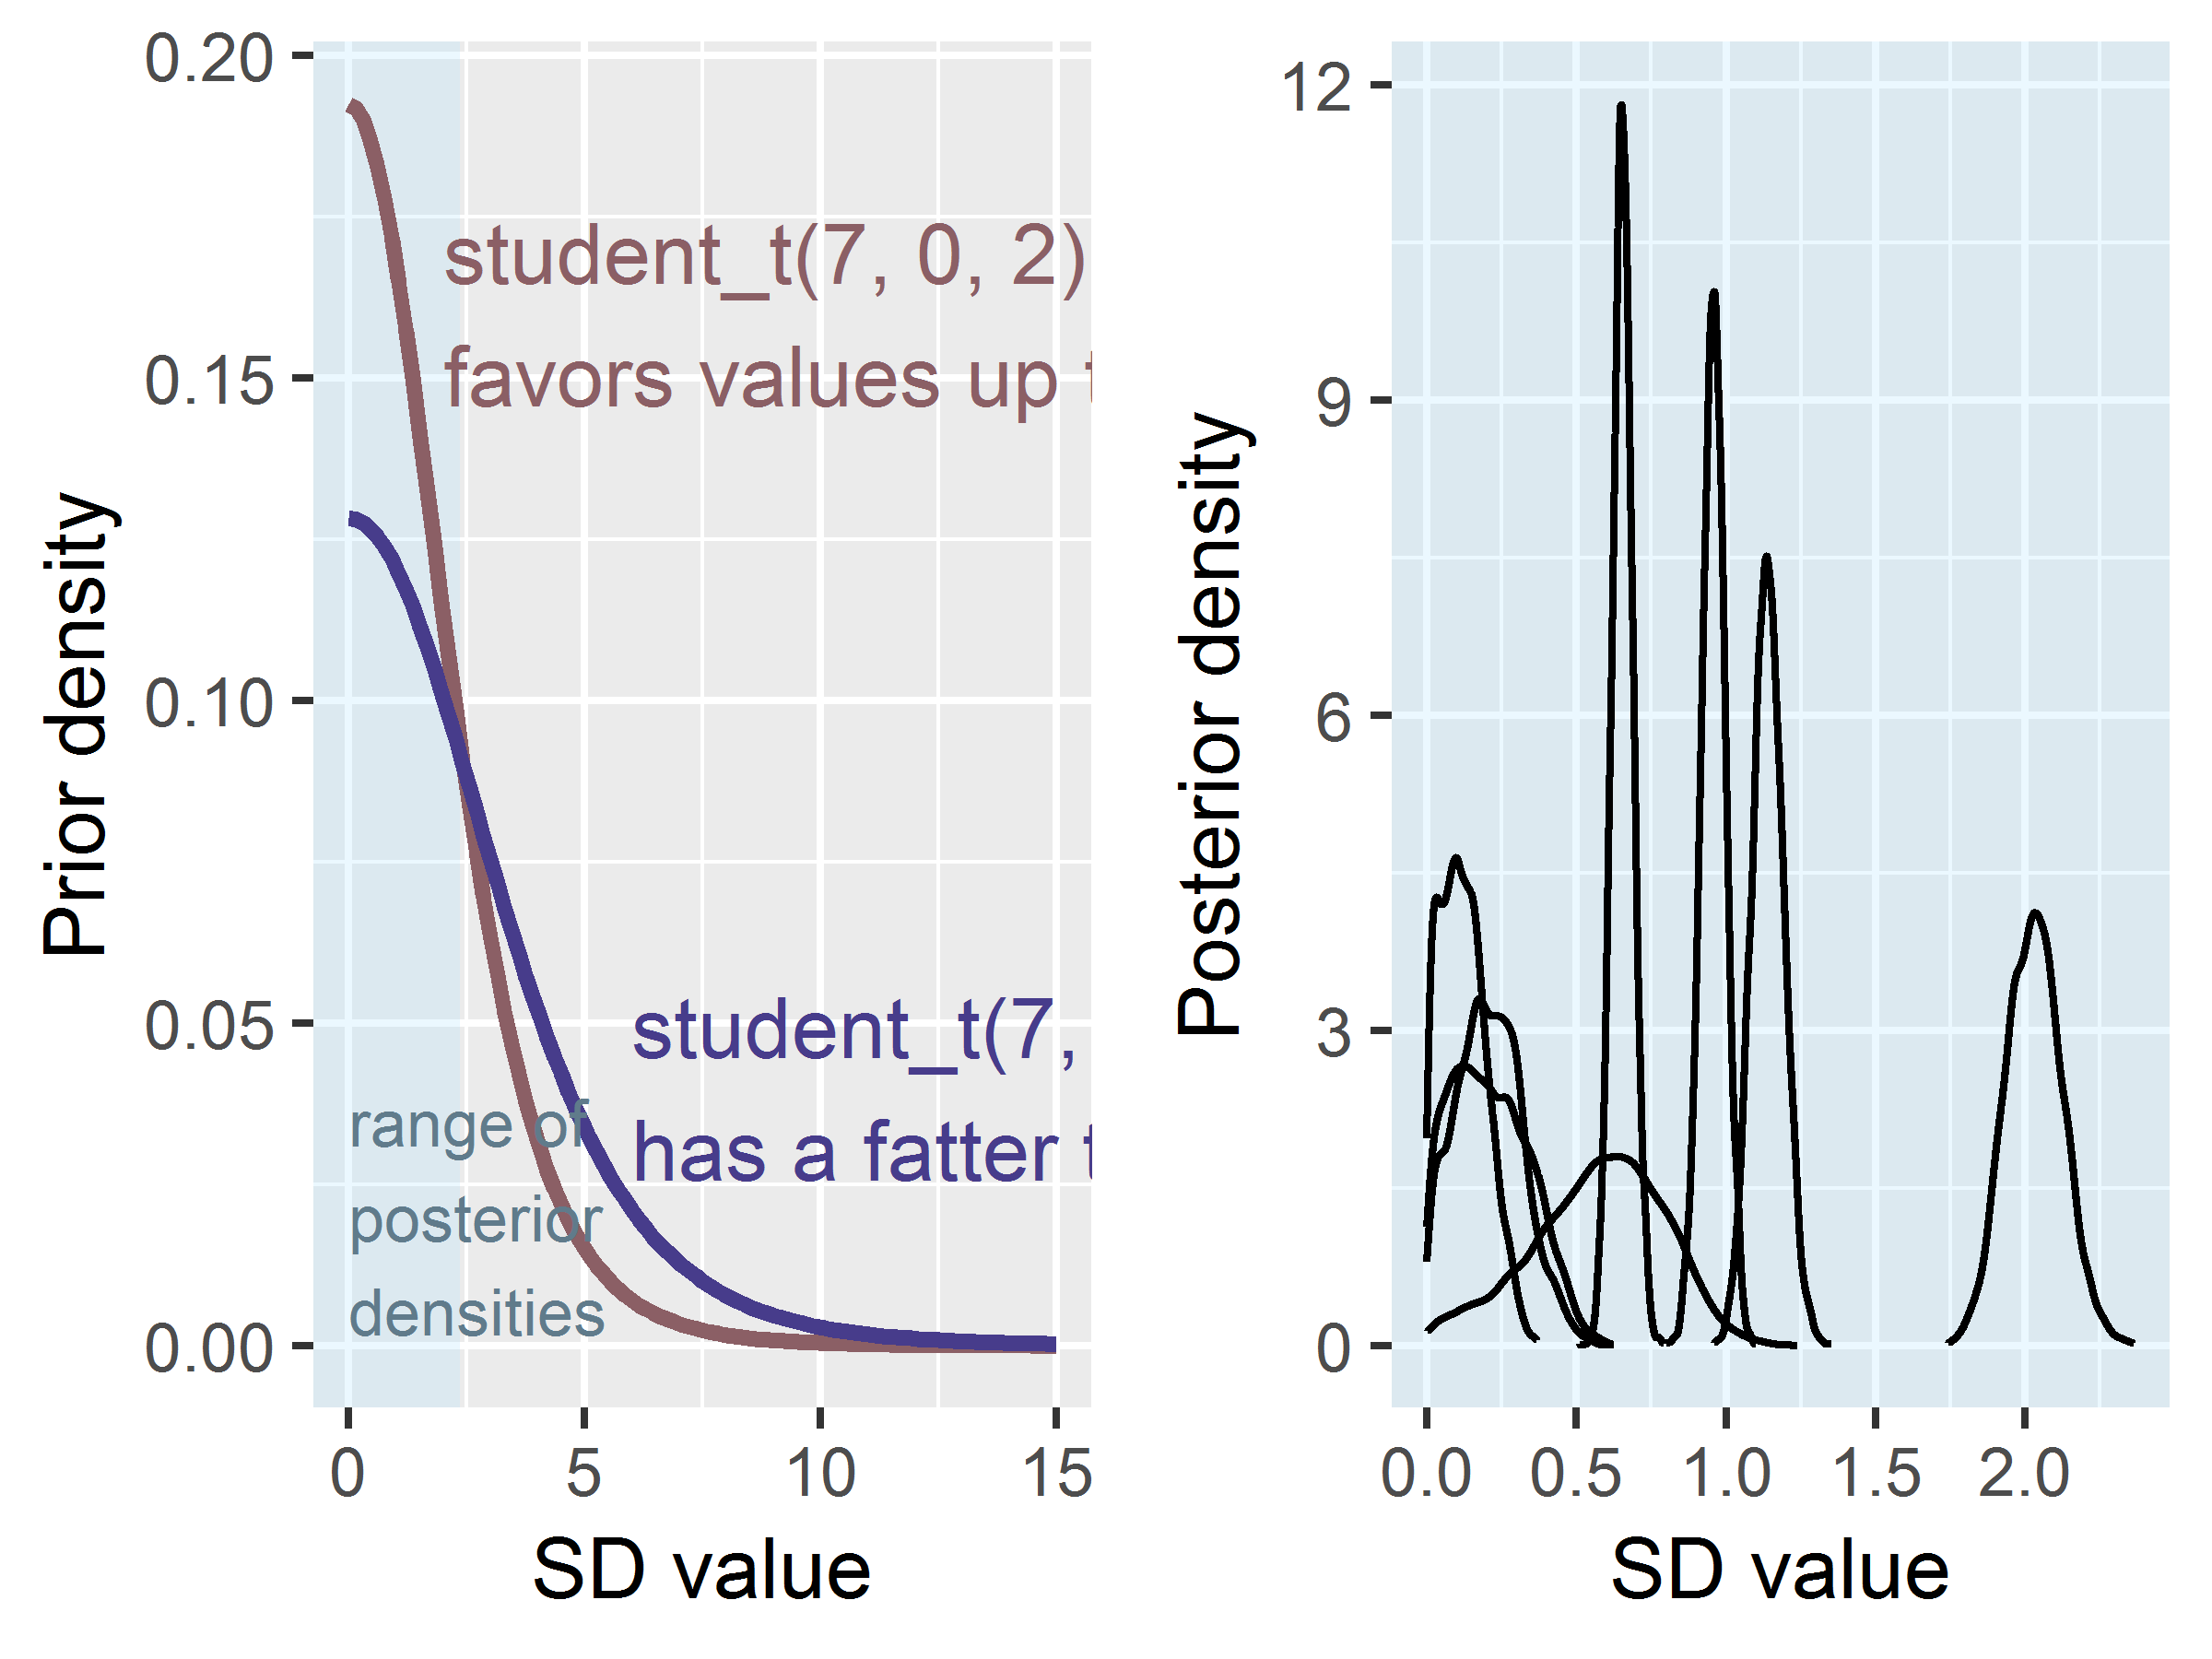 0.20
0.15
0.10
0.05
0.00
Prior density
student_t(7, 0, 2)
favors values up
student_t(7,
has a fatter
range of
posterior
densities
0 5 10 15
SD value
12
9
6
3
0
Posterior density
0.0 0.5 1.0 1.5 2.0
SD value